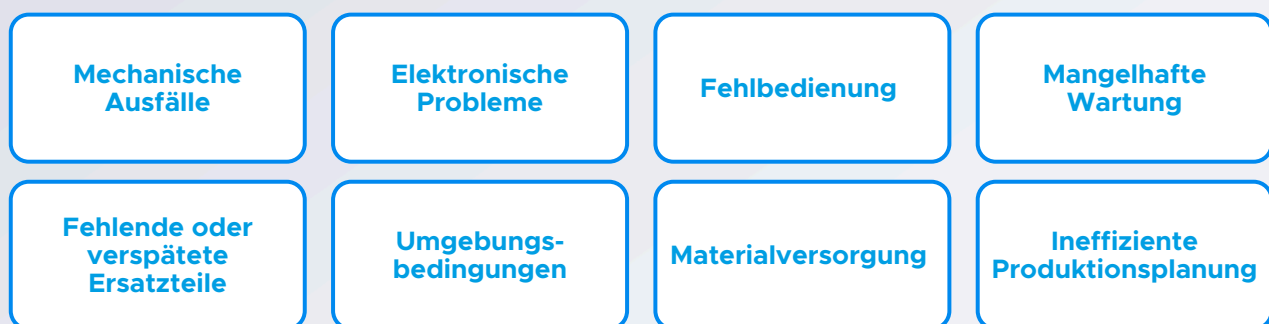 Mechanische
Ausfälle
Elektronische
Probleme
Fehlbedienung
Mangelhafte
Wartung
Fehlende oder
verspätete
Ersatzteile
Umgebungs-
bedingungen
Materialversorgung
Ineffiziente
Produktionsplanung